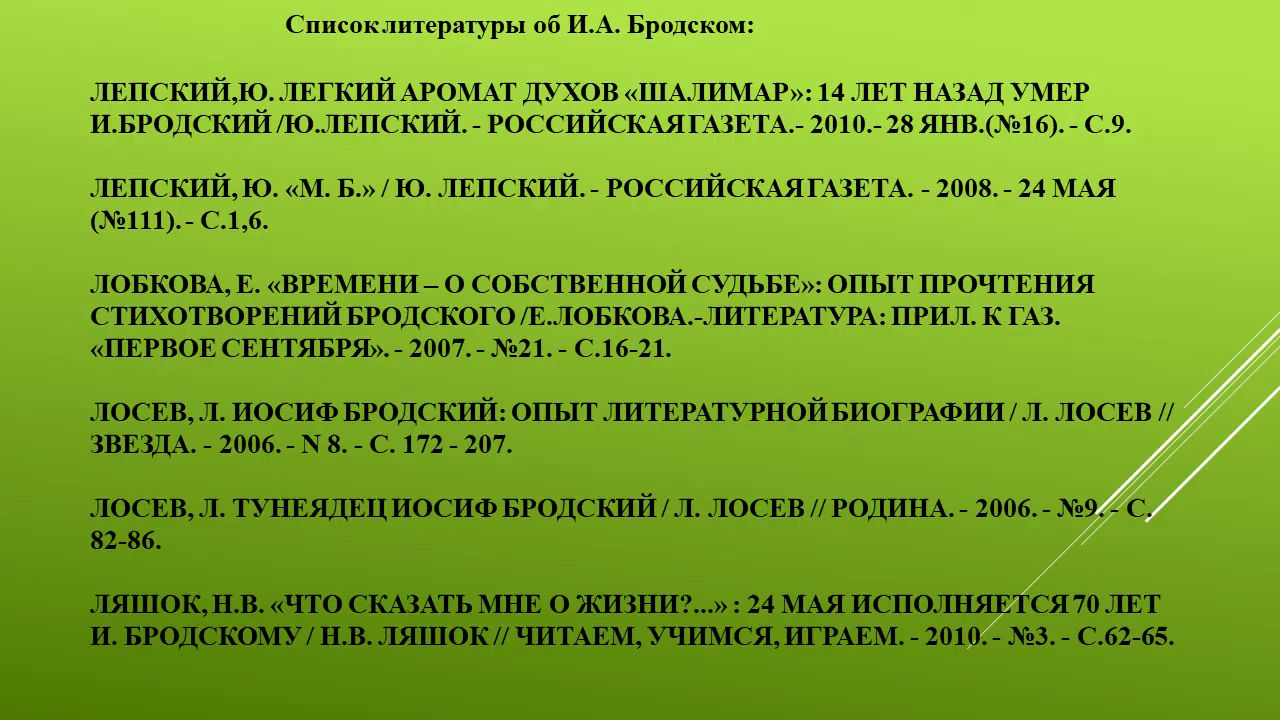 Список литературы об И.А. Бродском:
ЛЕПСКИЙ,Ю. ЛЕГКИЙ АРОМАТ ДУХОВ «ШАЛИМАР»: 14 ЛЕТ НАЗАД УМЕР
И.БРОДСКИЙ /Ю.ЛЕПСКИЙ. - РОССИЙСКАЯ ГАЗЕТА.- 2010.- 28 ЯНВ.(№16). - С.9.
ЛЕПСКИЙ, Ю. «М. Б.» / Ю. ЛЕПСКИЙ. - РОССИЙСКАЯ ГАЗЕТА. - 2008. - 24 МАЯ
(№111). - С.1,6.
ЛОБКОВА, Е. «ВРЕМЕНИ – О СОБСТВЕННОЙ СУДЬБЕ»: ОПЫТ ПРОЧТЕНИЯ
СТИХОТВОРЕНИЙ БРОДСКОГО /Е.ЛОБКОВА.-ЛИТЕРАТУРА: ПРИЛ. К ГАЗ.
«ПЕРВОЕ СЕНТЯБРЯ». - 2007. - №21. - С.16-21.
ЛОСЕВ, Л. ИОСИФ БРОДСКИЙ: ОПЫТ ЛИТЕРАТУРНОЙ БИОГРАФИИ / Л. ЛОСЕВ //
ЗВЕЗДА. - 2006. - N 8. - С. 172 - 207.
ЛОСЕВ, Л. ТУНЕЯДЕЦ ИОСИФ БРОДСКИЙ / Л. ЛОСЕВ // РОДИНА. - 2006. - №9. - С.
82-86.
ЛЯШОК, Н.В. «ЧТО СКАЗАТЬ МНЕ О ЖИЗНИ?...» : 24 МАЯ ИСПОЛНЯЕТСЯ 70 ЛЕТ
И. БРОДСКОМУ / Н.В. ЛЯШОК // ЧИТАЕМ, УЧИМСЯ, ИГРАЕМ. - 2010. - №3. - С.62-65.